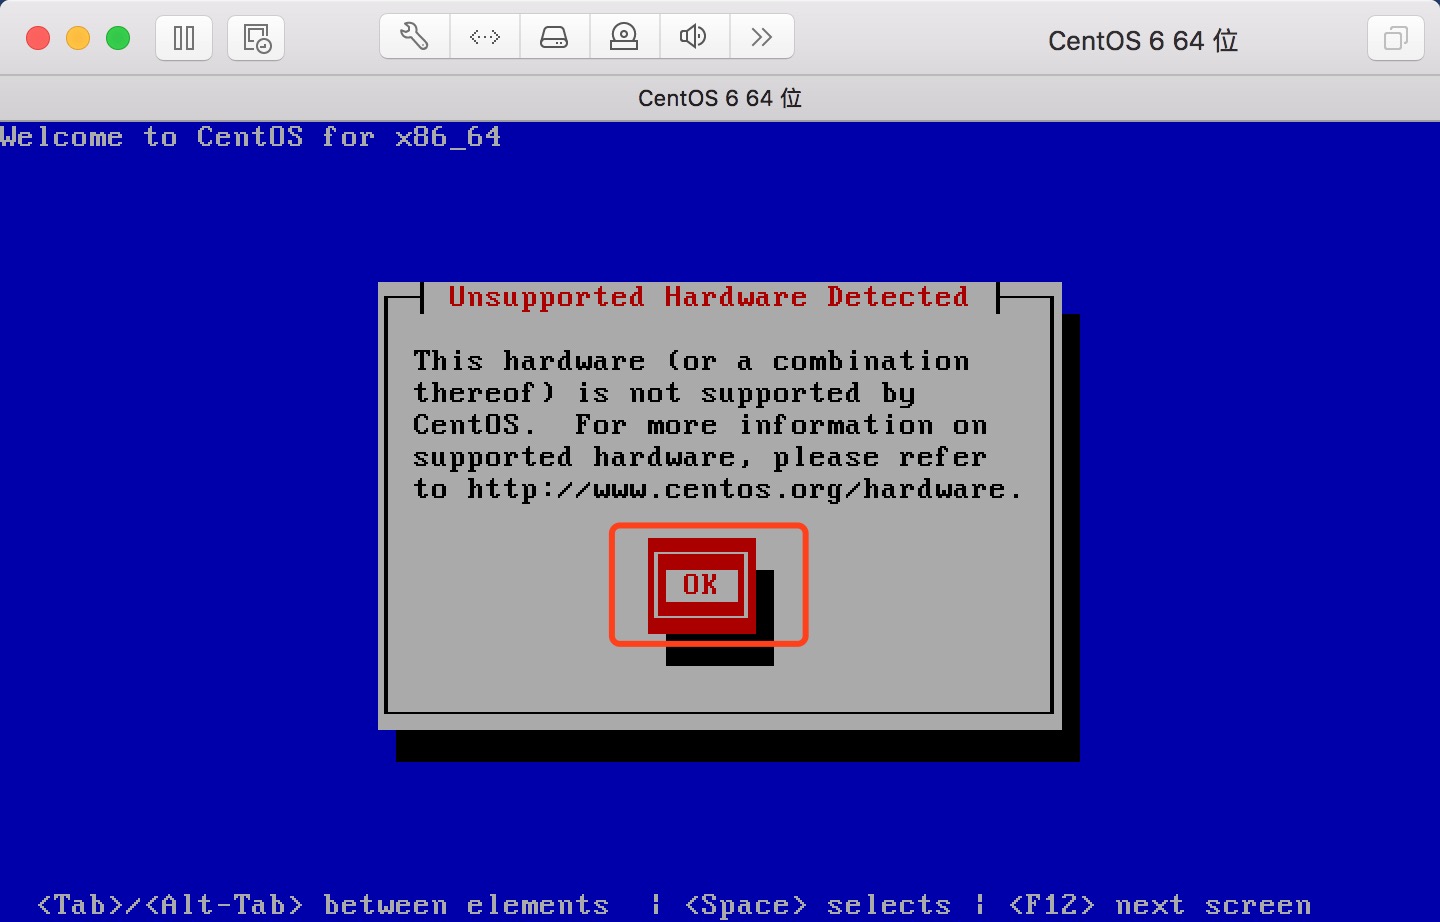 CentOS 6 64 位
CentOS 6 64 位
Welcome to CentOS for x86_64
Unsupported Hardware Detected
This hardware (or a combination
thereof) is not supported by
CentOS.  For more information on
supported hardware, please refer
to http://www.centos.org/hardware.
OK
<Tab>/<Alt-Tab> between elements  | <Space> selects | <F12> next screen